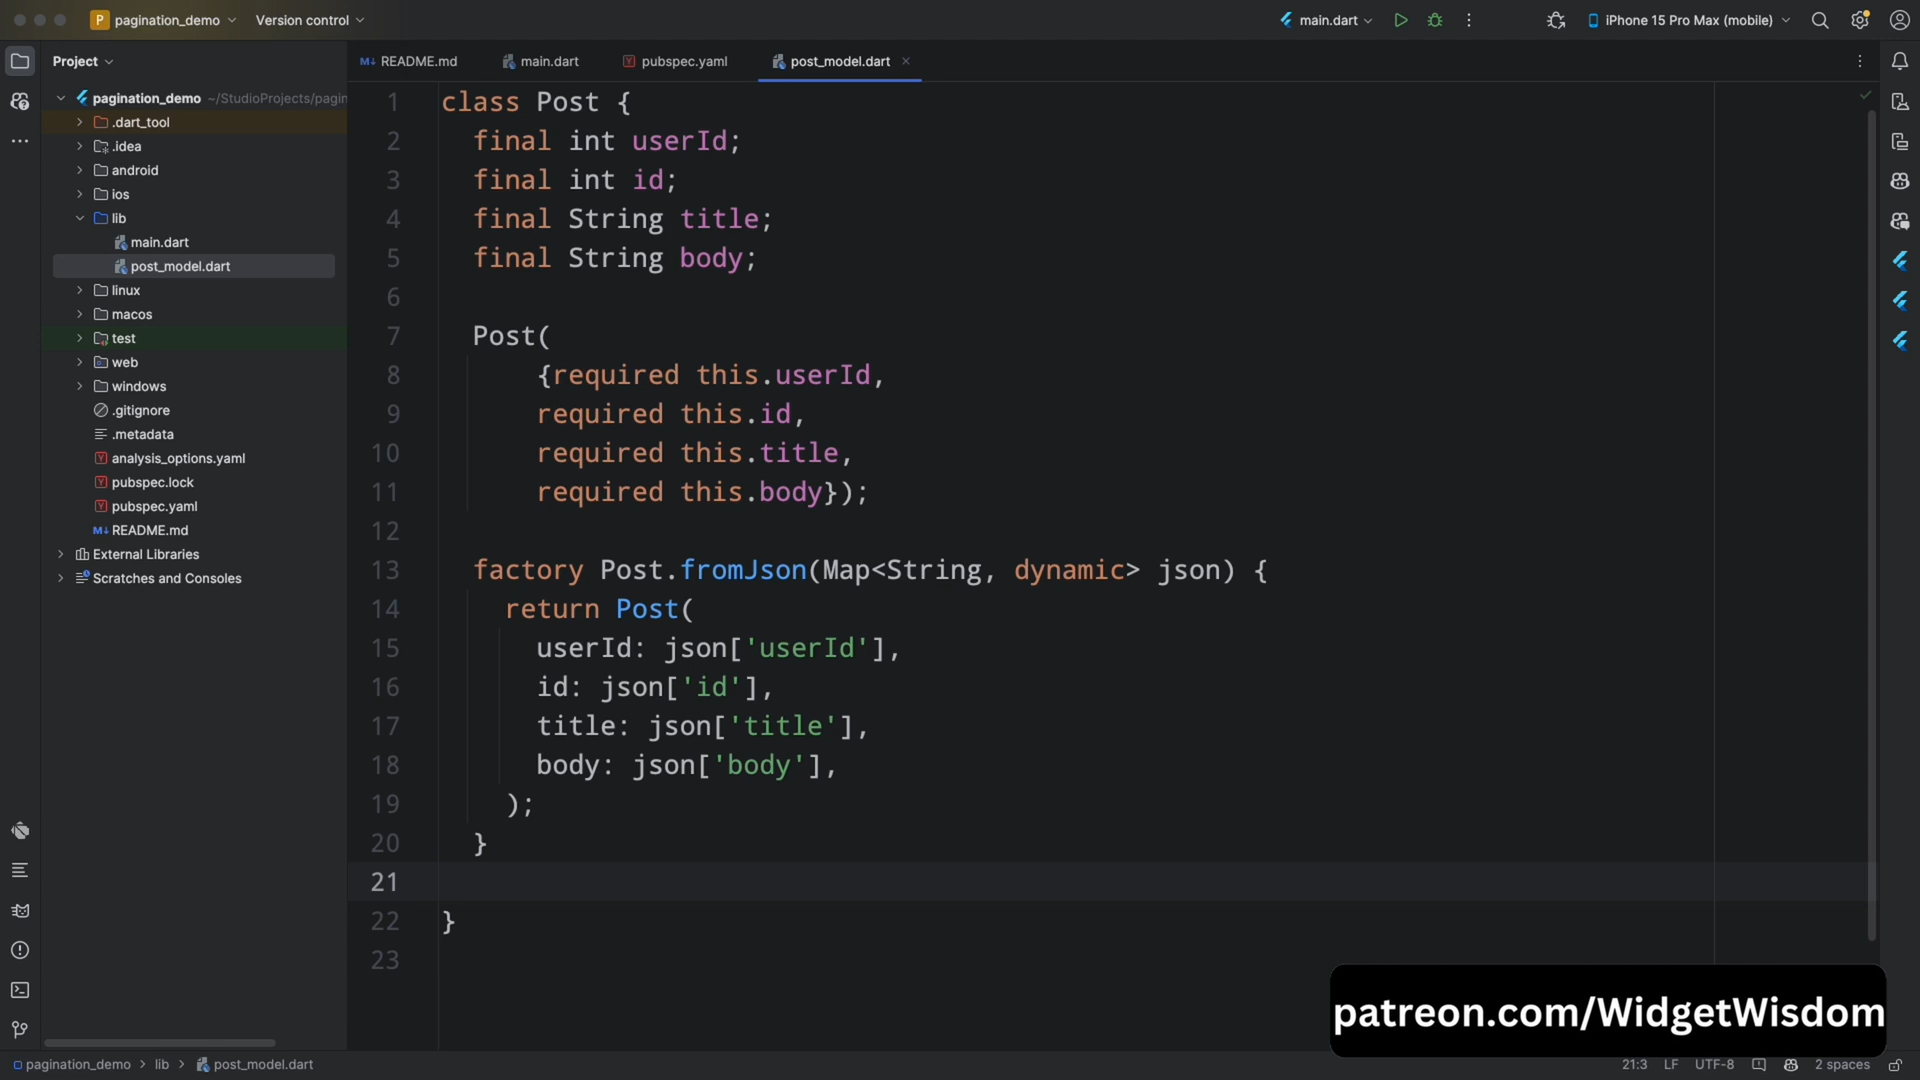 P pagination_demo Version control main.dart iPhone 15 Pro Max (mobile)
Project
M↓ README.md main.dart Y pubspec.yaml post_model.dart
pagination_demo ~/StudioProjects/pagin
.dart_tool
.idea
android
ios
lib
main.dart
post_model.dart
linux
macos
test
web
windows
.gitignore
.metadata
Y analysis_options.yaml
Y pubspec.lock
Y pubspec.yaml
M↓ README.md
External Libraries
Scratches and Consoles
1 class Post {
2 final int userId;
3 final int id;
4 final String title;
5 final String body;
6
7 Post(
8 {required this.userId,
9 required this.id,
10 required this.title,
11 required this.body});
12
13 factory Post.fromJson(Map<String, dynamic> json) {
14 return Post(
15 userId: json['userId'],
16 id: json['id'],
17 title: json['title'],
18 body: json['body'],
19 );
20 }
21
22 }
23
patreon.com/WidgetWisdom
pagination_demo > lib > post_model.dart 21:3 LF UTF-8 2 spaces